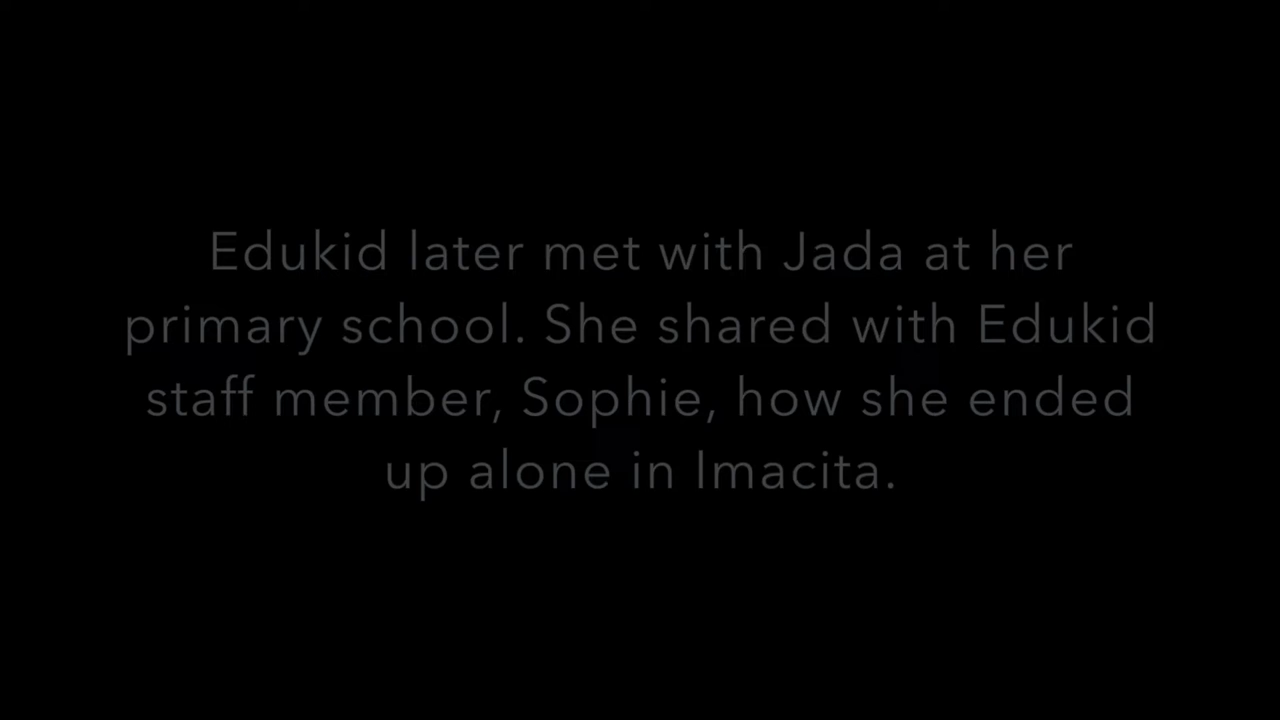 Edukid later met with Jada at her
primary school. She shared with Edukid
staff member, Sophie, how she ended
up alone in Imacita.